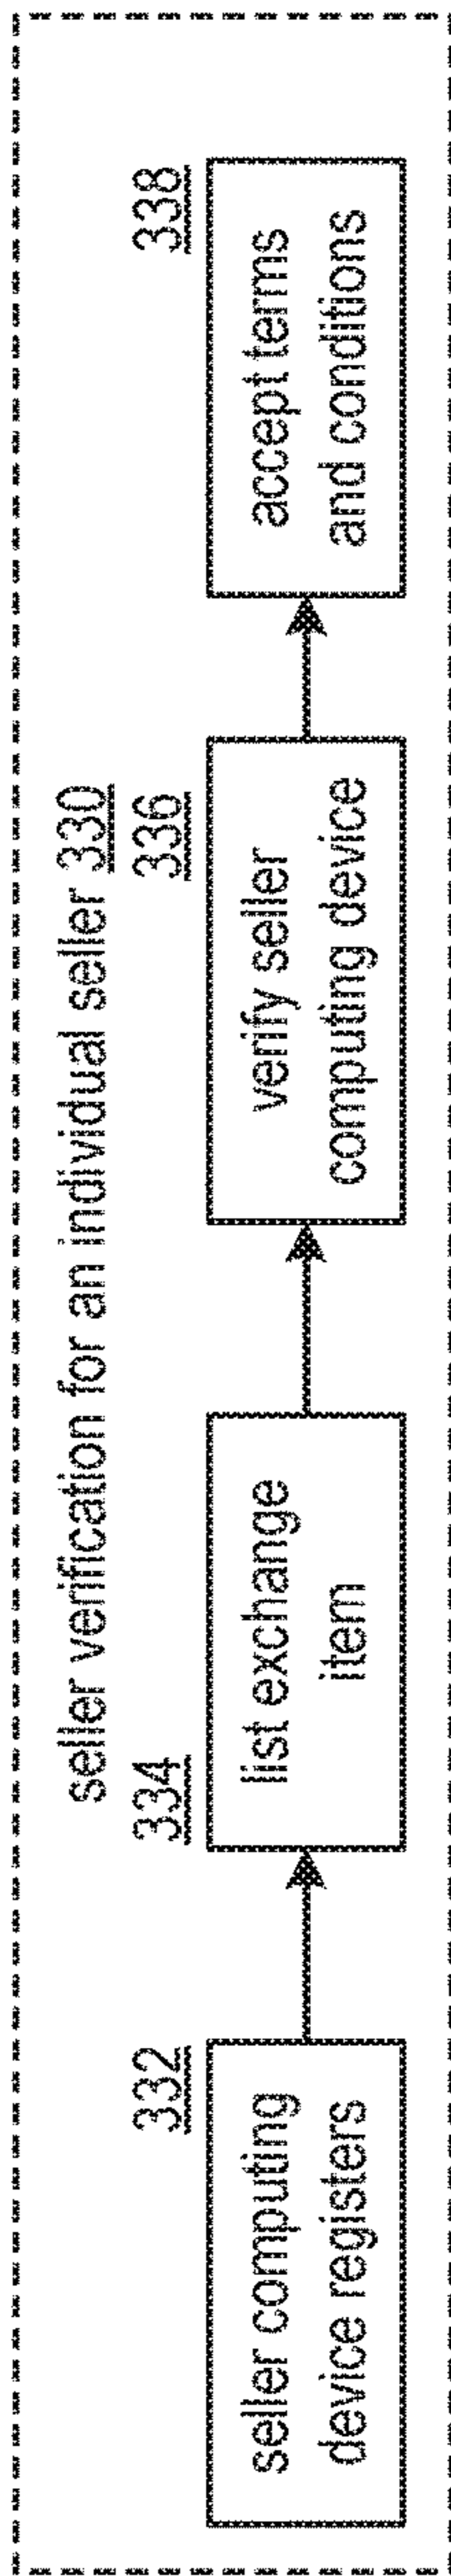 seller verification for an individual seller 330
332
seller computing
device registers
334
list exchange
item
336
verify seller
computing device
338
accept terms
and conditions